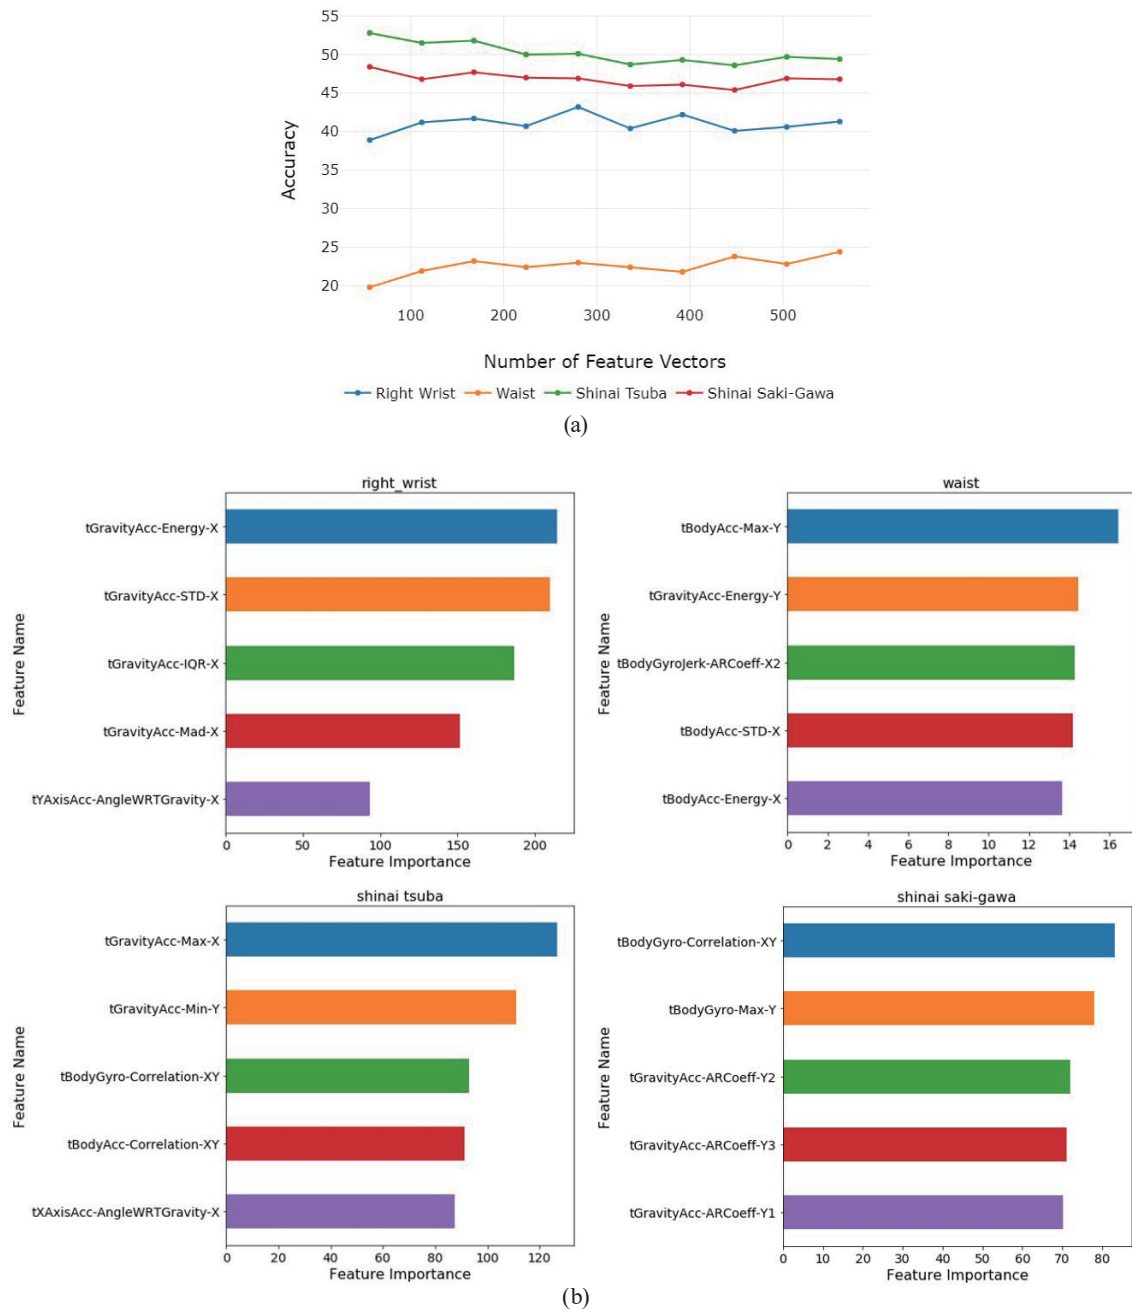 55
50
45
40
35
30
25
20
Accuracy
100 200 300 400 500
Number of Feature Vectors
Right Wrist Waist Shinai Tsuba Shinai Saki-Gawa
(a)
right_wrist
Feature Name
tGravityAcc-Energy-X
tGravityAcc-STD-X
tGravityAcc-IQR-X
tGravityAcc-Mad-X
tYAxisAcc-AngleWRTGravity-X
0 50 100 150 200
Feature Importance
waist
Feature Name
tBodyAcc-Max-Y
tGravityAcc-Energy-Y
tBodyGyroJerk-ARCoeff-X2
tBodyAcc-STD-X
tBodyAcc-Energy-X
0 2 4 6 8 10 12 14 16
Feature Importance
shinai tsuba
Feature Name
tGravityAcc-Max-X
tGravityAcc-Min-Y
tBodyGyro-Correlation-XY
tBodyAcc-Correlation-XY
tXAxisAcc-AngleWRTGravity-X
0 20 40 60 80 100 120
Feature Importance
shinai saki-gawa
Feature Name
tBodyGyro-Correlation-XY
tBodyGyro-Max-Y
tGravityAcc-ARCoeff-Y2
tGravityAcc-ARCoeff-Y3
tGravityAcc-ARCoeff-Y1
0 10 20 30 40 50 60 70 80
Feature Importance
(b)